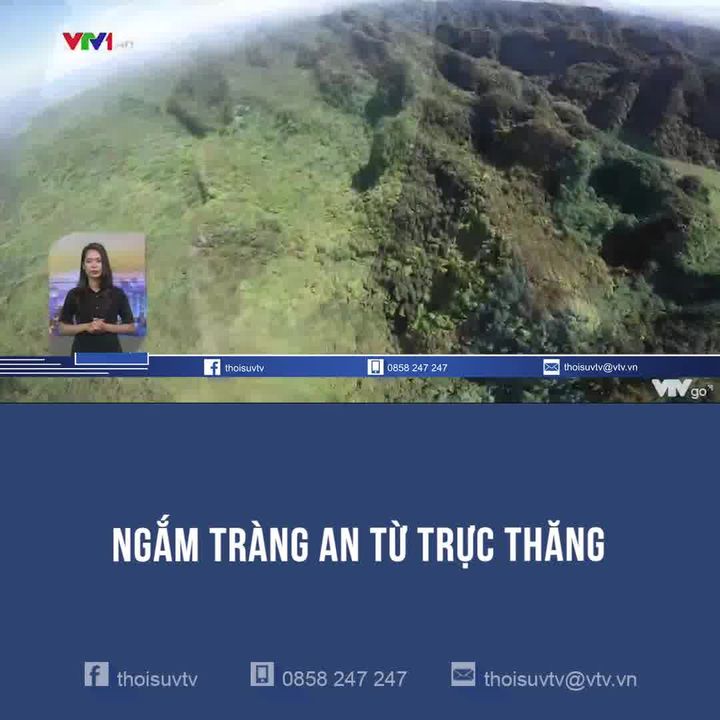 VTV1
thoisuvtv
0858 247 247
thoisuvtv@vtv.vn
VTVgo
NGẮM TRÀNG AN TỪ TRỰC THĂNG
thoisuvtv
0858 247 247
thoisuvtv@vtv.vn